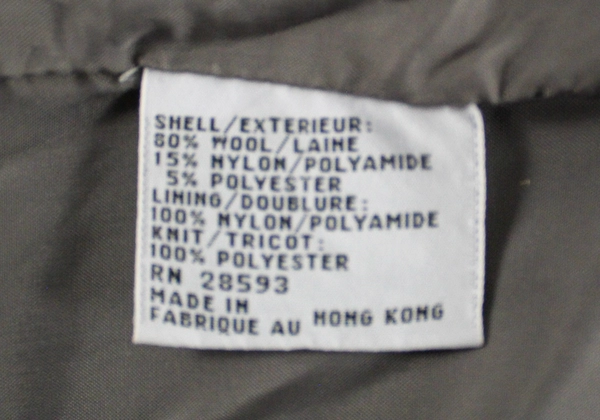 SHELL/EXTERIEUR:
80% WOOL/LAINE
15% NYLON/POLYAMIDE
5% POLYESTER
LINING/DOUBLURE:
100% NYLON/POLYAMIDE
KNIT/TRICOT:
100% POLYESTER
RN 28593
MADE IN
FABRIQUE AU HONG KONG